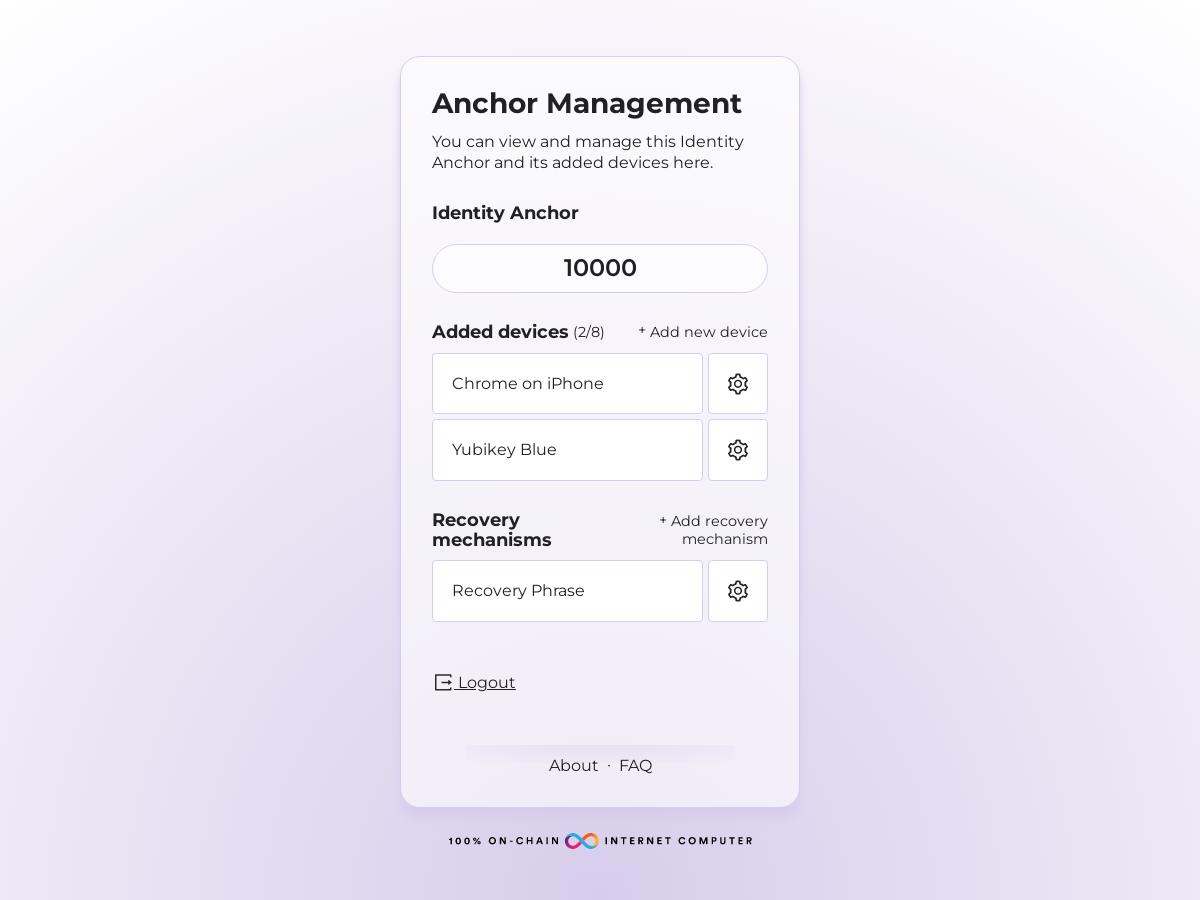 Anchor Management
You can view and manage this Identity
Anchor and its added devices here.
Identity Anchor
10000
Added devices (2/8) + Add new device
Chrome on iPhone
Yubikey Blue
Recovery
mechanisms
+ Add recovery
mechanism
Recovery Phrase
Logout
About · FAQ
100% ON-CHAIN INTERNET COMPUTER